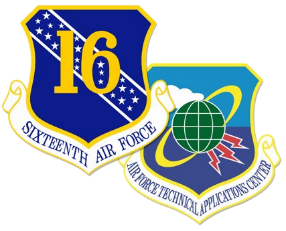 16
SIXTEENTH AIR FORCE
AIR FORCE TECHNICAL APPLICATIONS CENTER